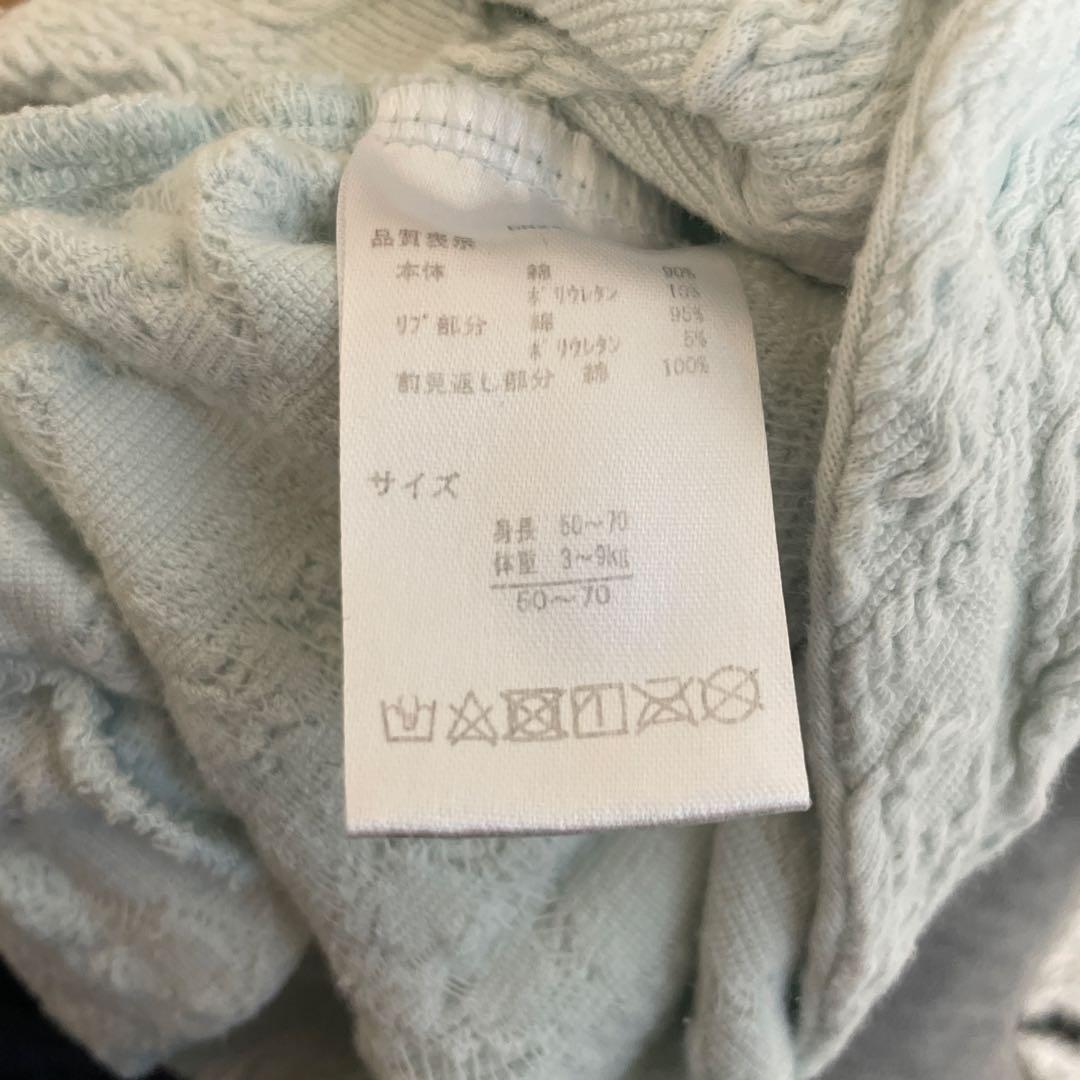 品質表示
本体 綿 90%
ポリウレタン 10%
リブ部分 綿 95%
ポリウレタン 5%
前見返し部分 綿 100%
サイズ
身長 50〜70
体重 3〜9kg
50〜70